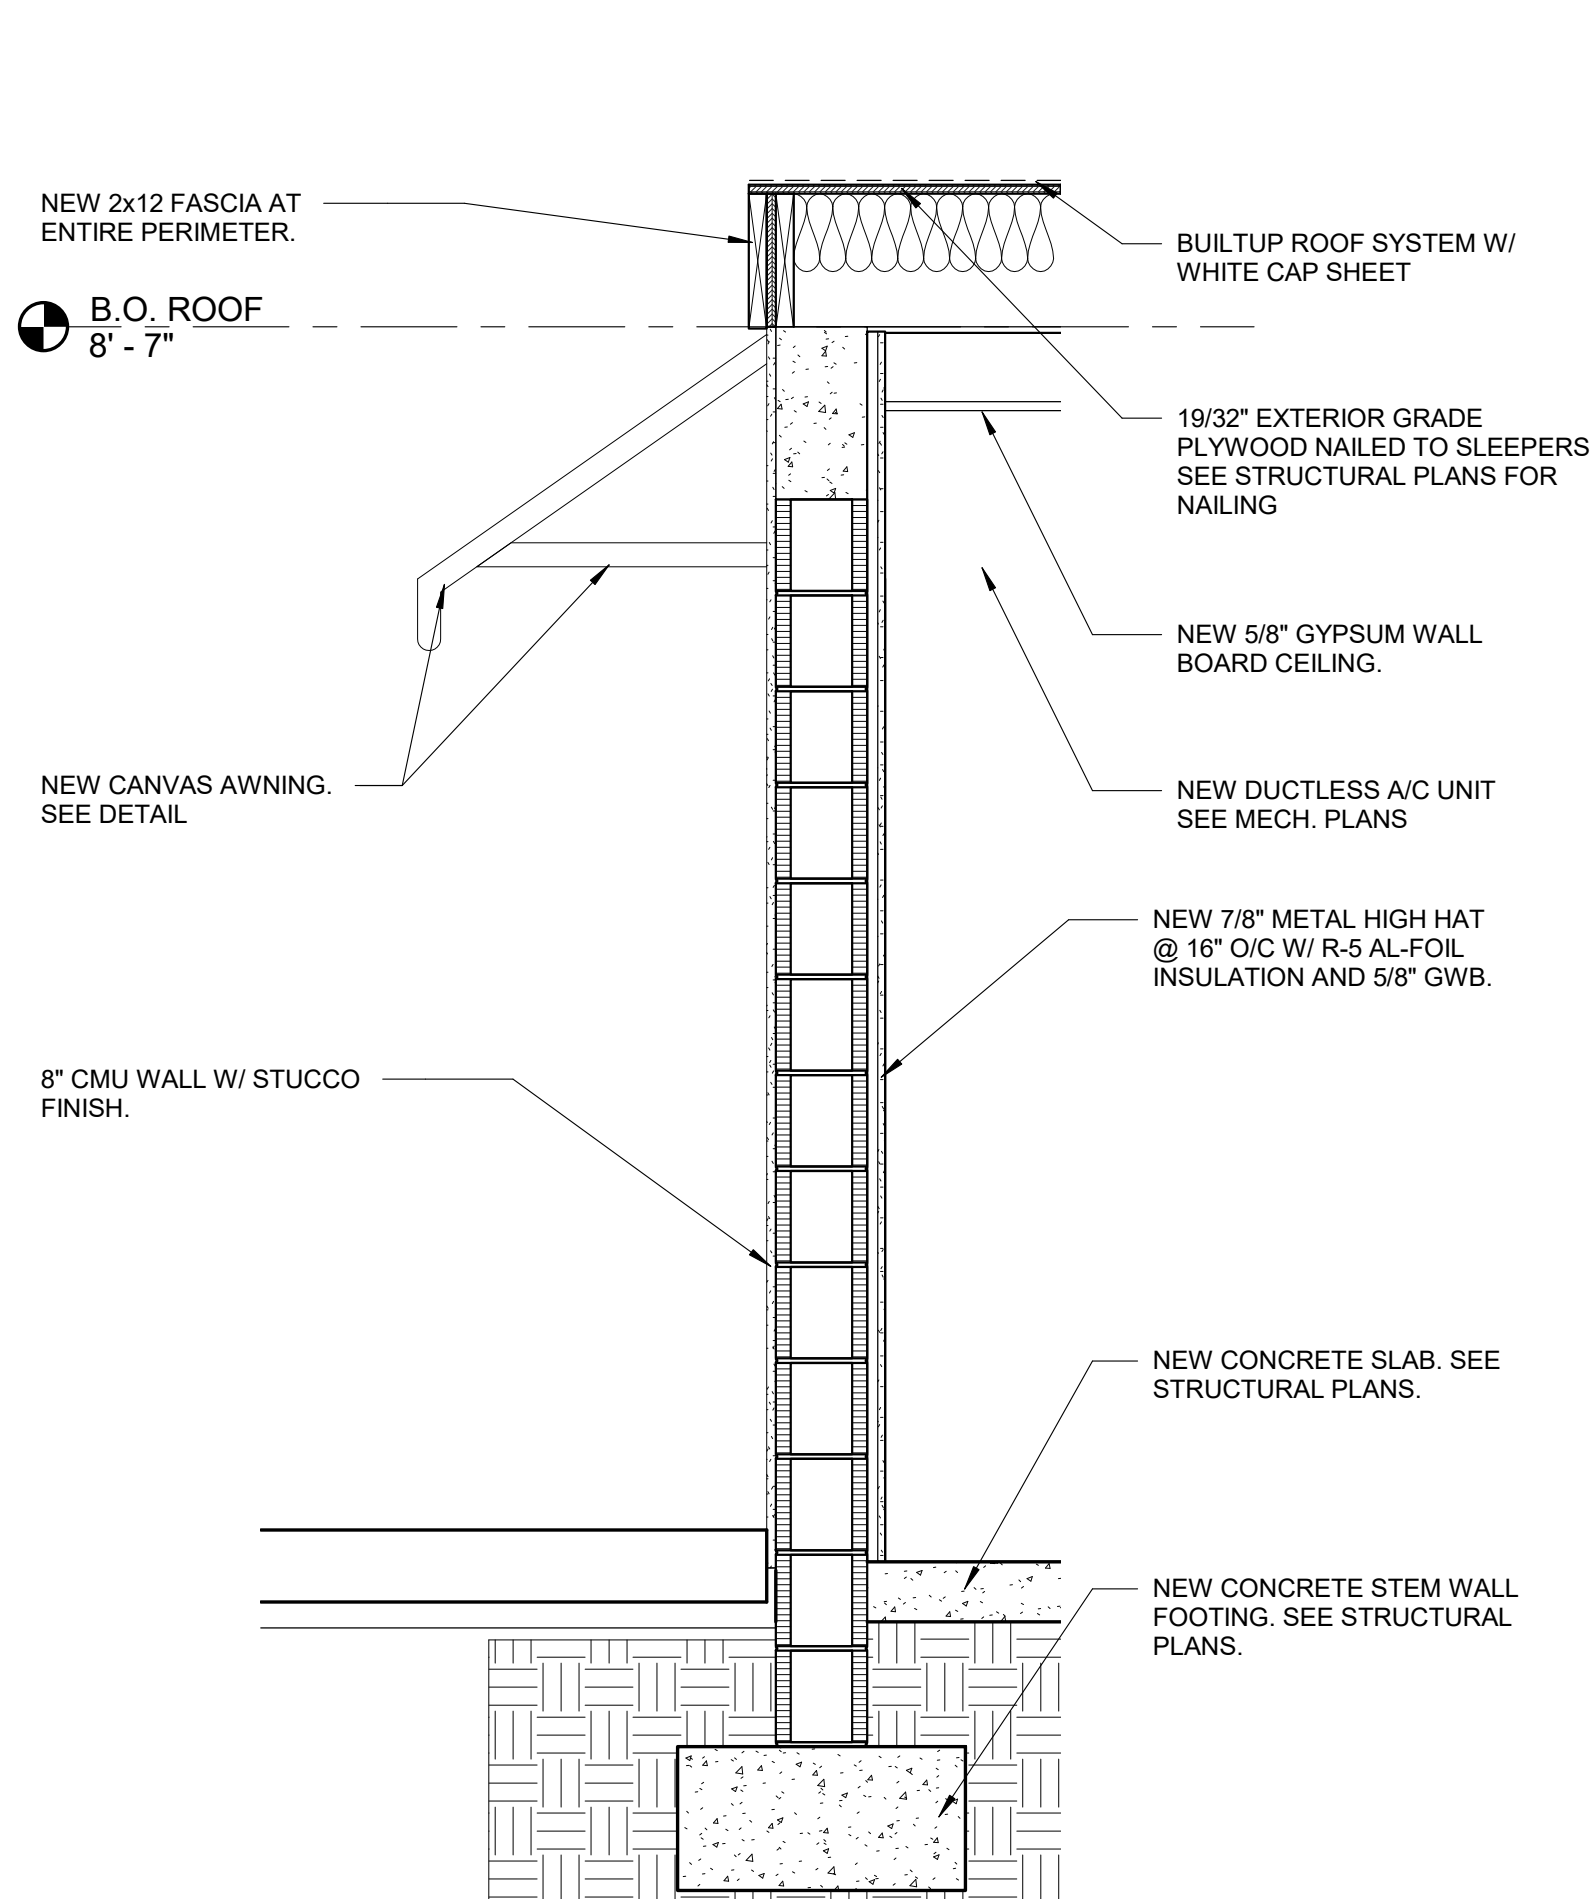 NEW 2x12 FASCIA AT
ENTIRE PERIMETER.
B.O. ROOF
8' - 7"
NEW CANVAS AWNING.
SEE DETAIL
8" CMU WALL W/ STUCCO
FINISH.
BUILTUP ROOF SYSTEM W/
WHITE CAP SHEET
19/32" EXTERIOR GRADE
PLYWOOD NAILED TO SLEEPERS
SEE STRUCTURAL PLANS FOR
NAILING
NEW 5/8" GYPSUM WALL
BOARD CEILING.
NEW DUCTLESS A/C UNIT
SEE MECH. PLANS
NEW 7/8" METAL HIGH HAT
@ 16" O/C W/ R-5 AL-FOIL
INSULATION AND 5/8" GWB.
NEW CONCRETE SLAB. SEE
STRUCTURAL PLANS.
NEW CONCRETE STEM WALL
FOOTING. SEE STRUCTURAL
PLANS.